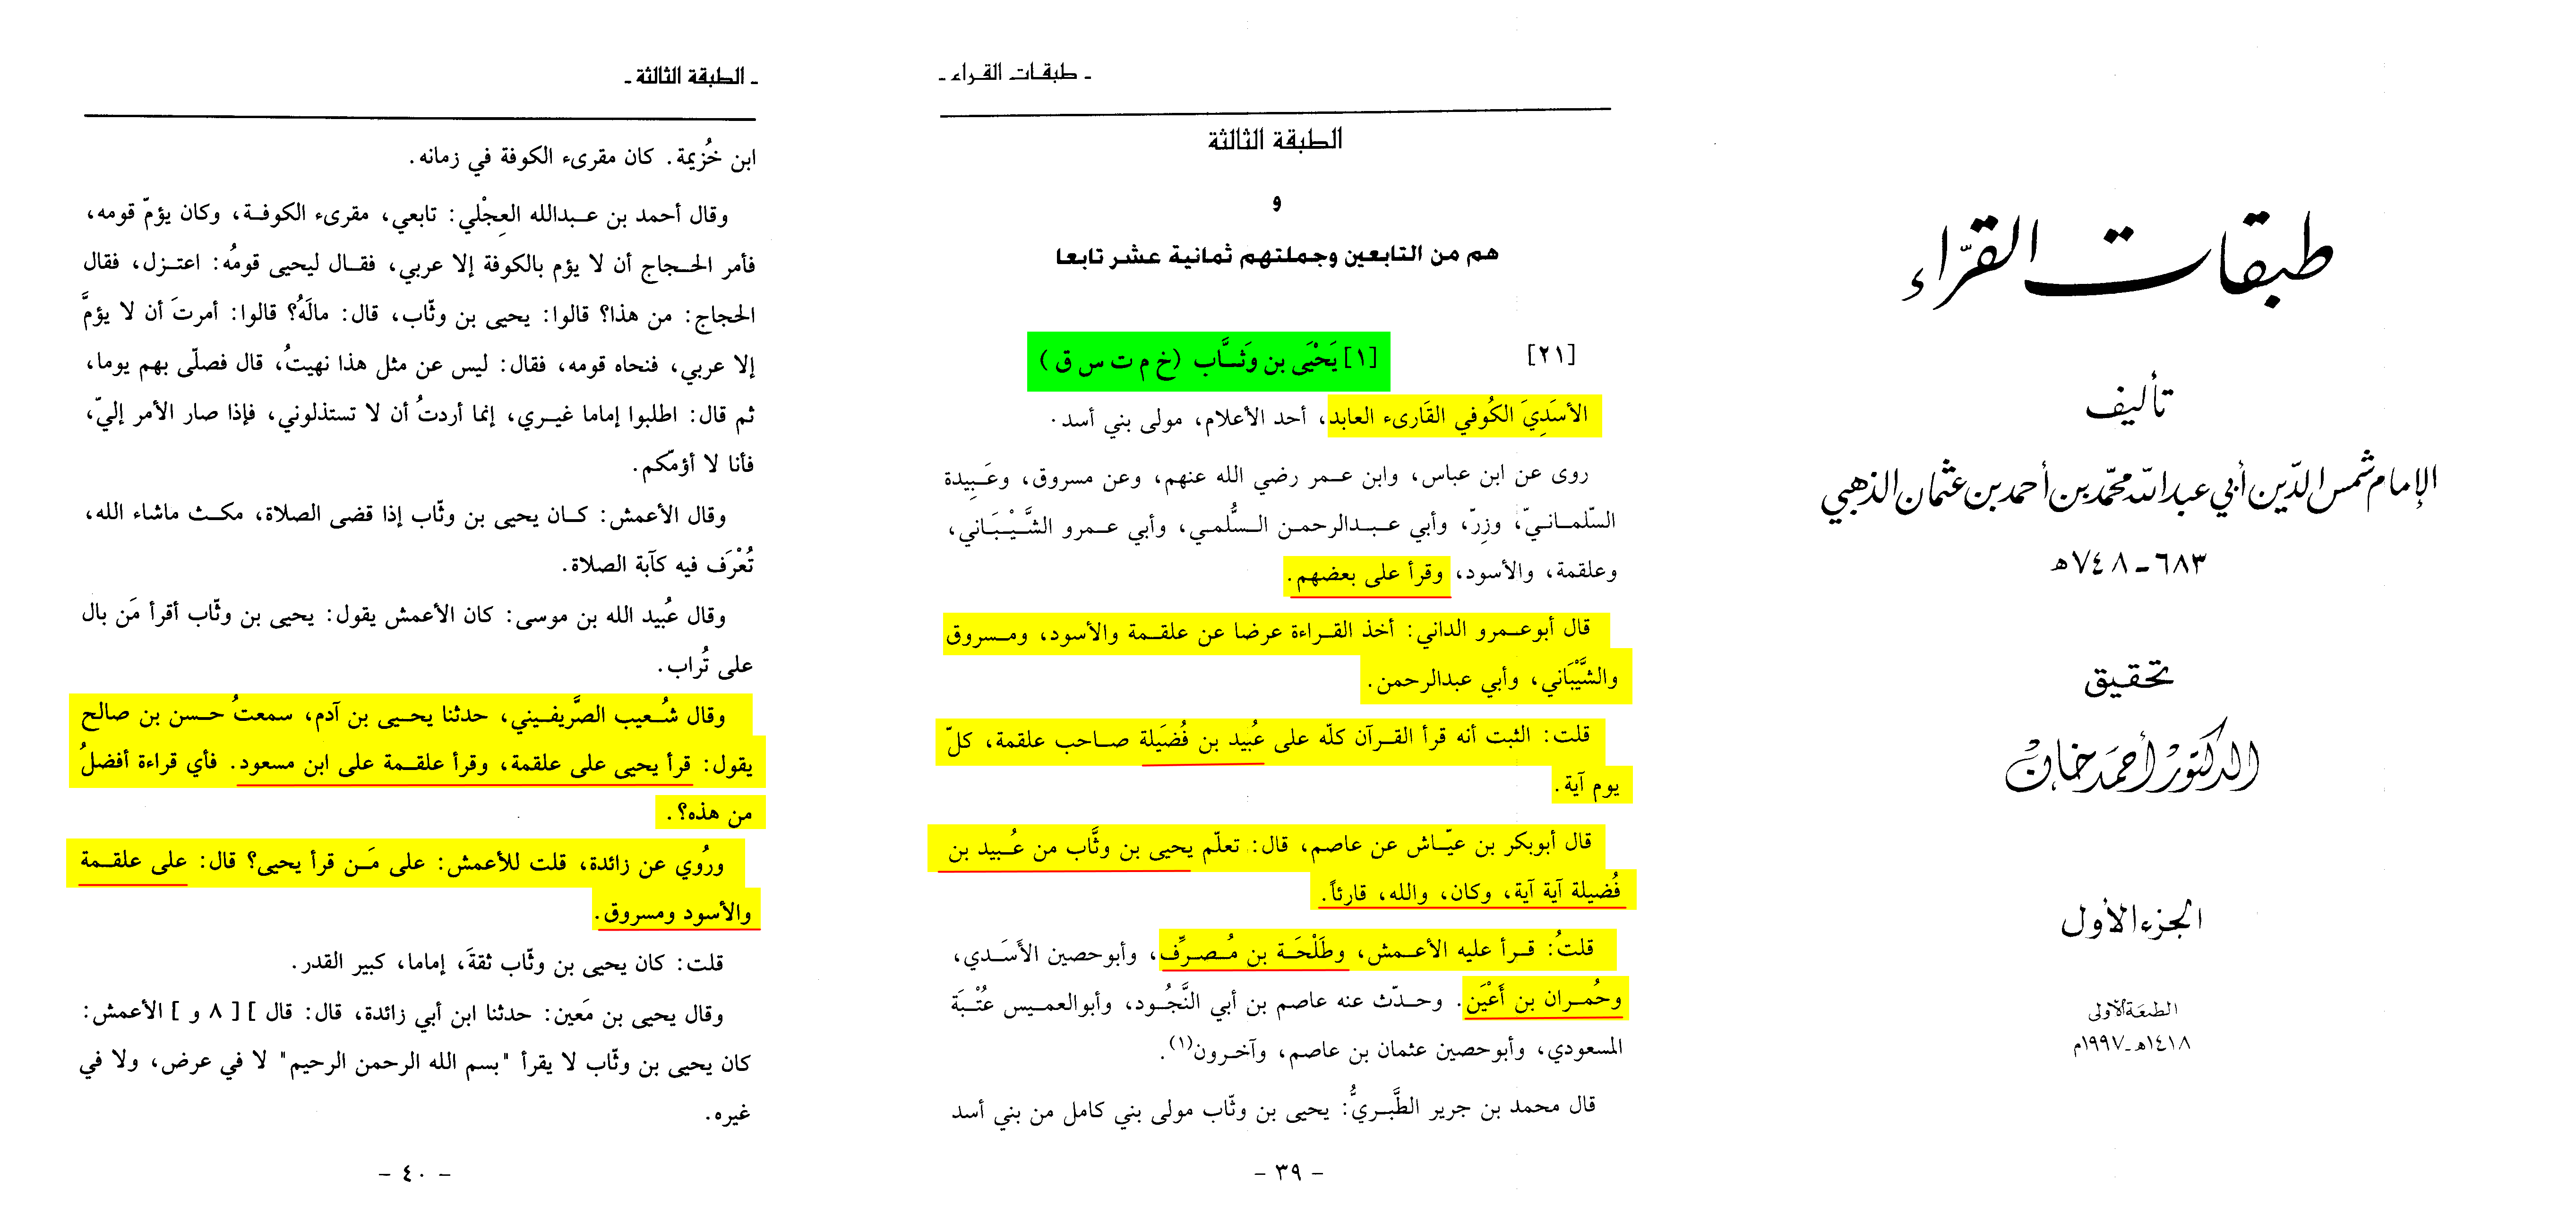 طبقات القرّاء
تأليف
الإمام شمس الدّين أبي عبد الله محمّد بن أحمد بن عثمان الذهبي
٦٨٣ - ٧٤٨ هـ
تحقيق
الدكتور أحمد خان
الجزء الأول
الطبعة الأولى
١٤١٨هـ - ١٩٩٧م
- طبقات القراء -
الطبقة الثالثة
و
هم من التابعين وجملتهم ثمانية عشر تابعا
[٢١] [١] يَحْيَى بن وَثَّاب (خ م ت س ق)
الأسَدِيَ الكُوفي القَارىء العابد، أحد الأعلام، مولى بني أسد.
روى عن ابن عباس، وابن عمر رضي الله عنهم، وعن مسروق، وعَبِيدة
السّلمانيّ، وزِرّ، وأبي عبدالرحمن السُّلمي، وأبي عمرو الشَّيْبَاني،
وعلقمة، والأسود، وقرأ على بعضهم.
قال أبوعمرو الداني: أخذ القراءة عرضا عن علقمة والأسود، ومسروق
والشَّيْبَاني، وأبي عبدالرحمن.
قلت: الثبت أنه قرأ القرآن كلّه على عُبيد بن فُضَيلة صاحب علقمة، كلّ
يوم آية.
قال أبوبكر بن عيّاش عن عاصم، قال: تعلّم يحيى بن وثَّاب من عُبيد بن
فُضيلة آية آية، وكان، والله، قارئاً.
قلتُ: قرأ عليه الأعمش، وطَلْحَة بن مُصرِّف، وأبوحصين الأَسَدي،
وحُمران بن أَعْيَن. وحدّث عنه عاصم بن أبي النَّجُود، وأبوالعميس عُتْبَة
المسعودي، وأبوحصين عثمان بن عاصم، وآخرون(١).
قال محمد بن جرير الطَّبَريُّ: يحيى بن وثّاب مولى بني كامل من بني أسد
- ٣٩ -
- الطبقة الثالثة -
ابن خُزيمة. كان مقرىء الكوفة في زمانه.
وقال أحمد بن عبدالله العِجْلي: تابعي، مقرىء الكوفة، وكان يؤمّ قومه،
فأمر الحجاج أن لا يؤم بالكوفة إلا عربي، فقال ليحيى قومُه: اعتزل، فقال
الحجاج: من هذا؟ قالوا: يحيى بن وثّاب، قال: مالَهُ؟ قالوا: أمرتَ أن لا يؤمَّ
إلا عربي، فنحاه قومه، فقال: ليس عن مثل هذا نهيتُ، قال فصلّى بهم يوما،
ثم قال: اطلبوا إماما غيري، إنما أردتُ أن لا تستذلوني، فإذا صار الأمر إليّ،
فأنا لا أؤمّكم.
وقال الأعمش: كان يحيى بن وثّاب إذا قضى الصلاة، مكث ماشاء الله،
تُعْرَف فيه كآبة الصلاة.
وقال عُبيد الله بن موسى: كان الأعمش يقول: يحيى بن وثّاب أقرأ مَن بال
على تُراب.
وقال شُعيب الصَّريفيني، حدثنا يحيى بن آدم، سمعتُ حسن بن صالح
يقول: قرأ يحيى على علقمة، وقرأ علقمة على ابن مسعود. فأي قراءة أفضلُ
من هذه؟.
ورُوي عن زائدة، قلت للأعمش: على مَن قرأ يحيى؟ قال: على علقمة
والأسود ومسروق.
قلت: كان يحيى بن وثّاب ثقةَ، إماما، كبير القدر.
وقال يحيى بن مَعين: حدثنا ابن أبي زائدة، قال: قال ] [ ٨ و ] الأعمش:
كان يحيى بن وثّاب لا يقرأ "بسم الله الرحمن الرحيم" لا في عرض، ولا في
غيره.
- ٤٠ -